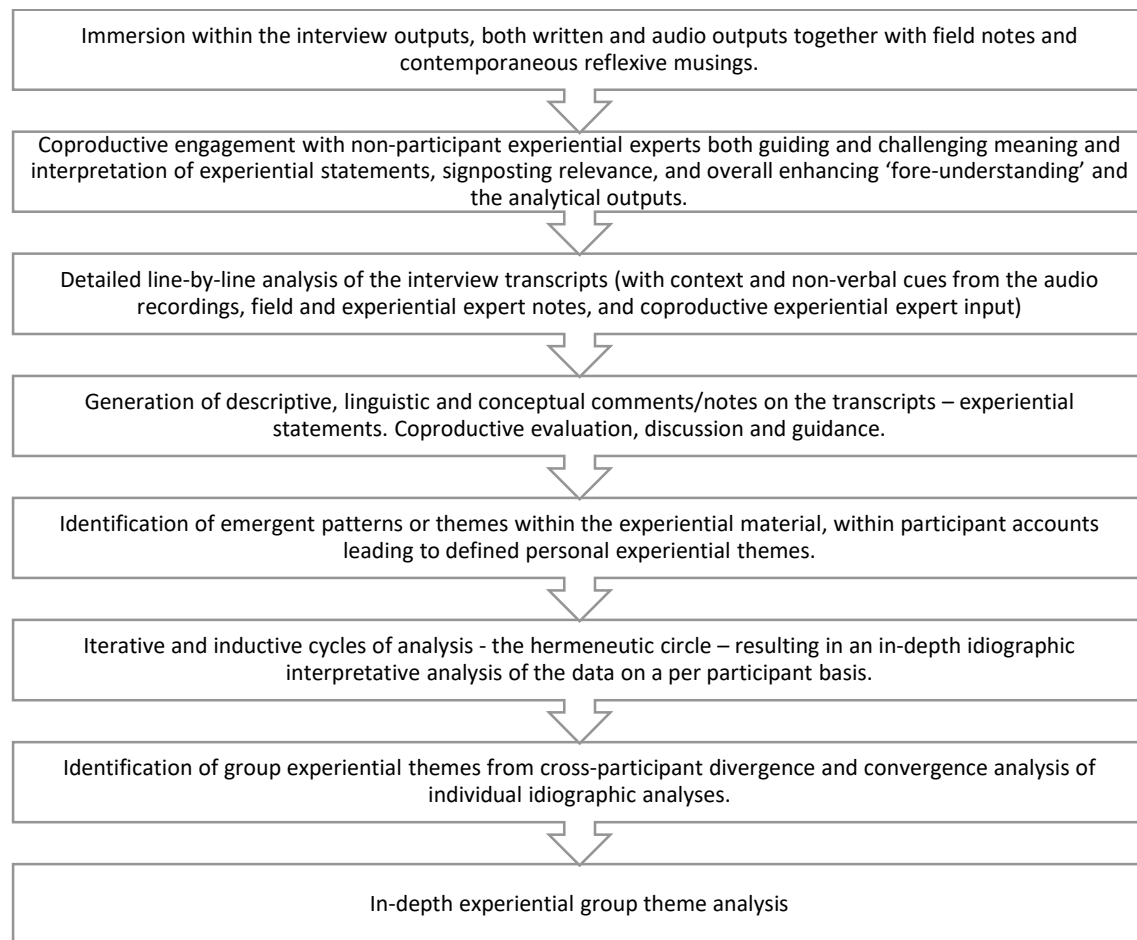 Immersion within the interview outputs, both written and audio outputs together with field notes and
contemporaneous reflexive musings.
Coproductive engagement with non-participant experiential experts both guiding and challenging meaning and
interpretation of experiential statements, signposting relevance, and overall enhancing ‘fore-understanding’ and
the analytical outputs.
Detailed line-by-line analysis of the interview transcripts (with context and non-verbal cues from the audio
recordings, field and experiential expert notes, and coproductive experiential expert input)
Generation of descriptive, linguistic and conceptual comments/notes on the transcripts – experiential
statements. Coproductive evaluation, discussion and guidance.
Identification of emergent patterns or themes within the experiential material, within participant accounts
leading to defined personal experiential themes.
Iterative and inductive cycles of analysis - the hermeneutic circle – resulting in an in-depth idiographic
interpretative analysis of the data on a per participant basis.
Identification of group experiential themes from cross-participant divergence and convergence analysis of
individual idiographic analyses.
In-depth experiential group theme analysis